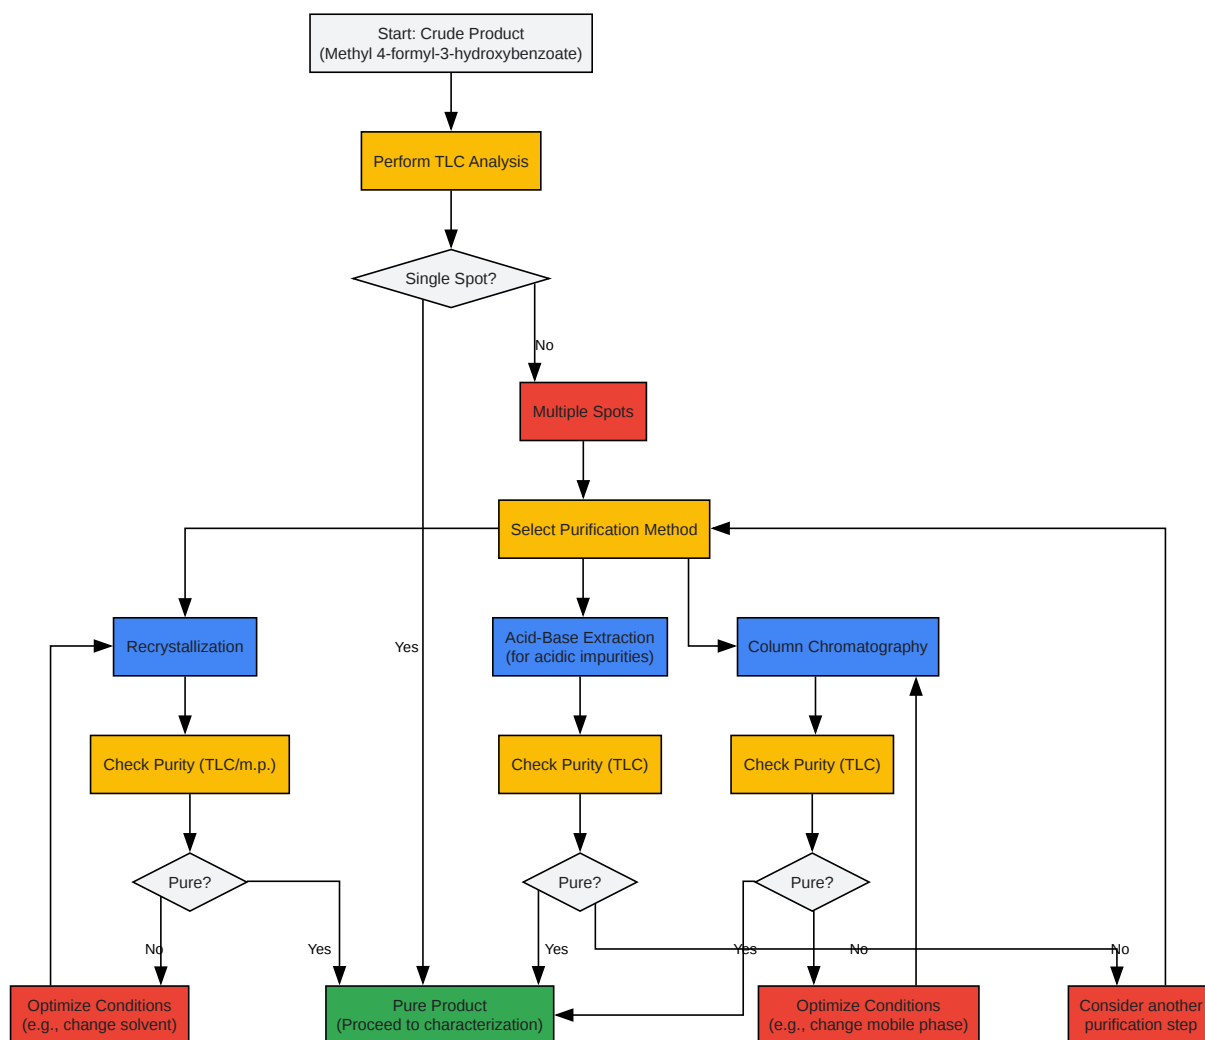 Start: Crude Product
(Methyl 4-formyl-3-hydroxybenzoate)
Perform TLC Analysis
Single Spot?
No
Multiple Spots
Select Purification Method
Recrystallization
Yes
Acid-Base Extraction
(for acidic impurities)
Column Chromatography
Check Purity (TLC/m.p.)
Check Purity (TLC)
Check Purity (TLC)
Pure?
Pure?
Pure?
No
Yes
Yes
Yes
No
No
Optimize Conditions
(e.g., change solvent)
Pure Product
(Proceed to characterization)
Optimize Conditions
(e.g., change mobile phase)
Consider another
purification step